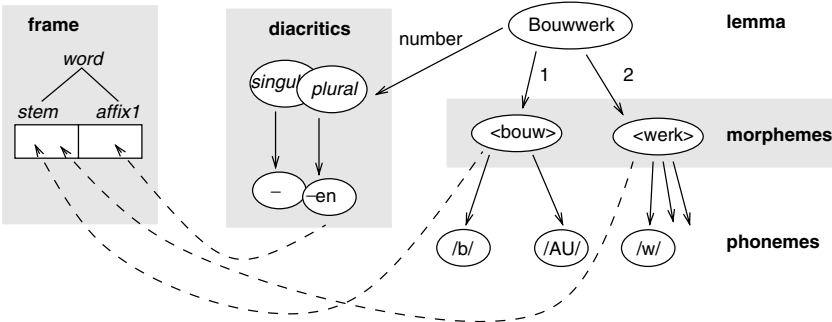 frame
word
stem affix1
diacritics
singul plural
– –en
number
Bouwwerk
lemma
1 2
<bouw> <werk>
morphemes
/b/ /AU/ /w/
phonemes